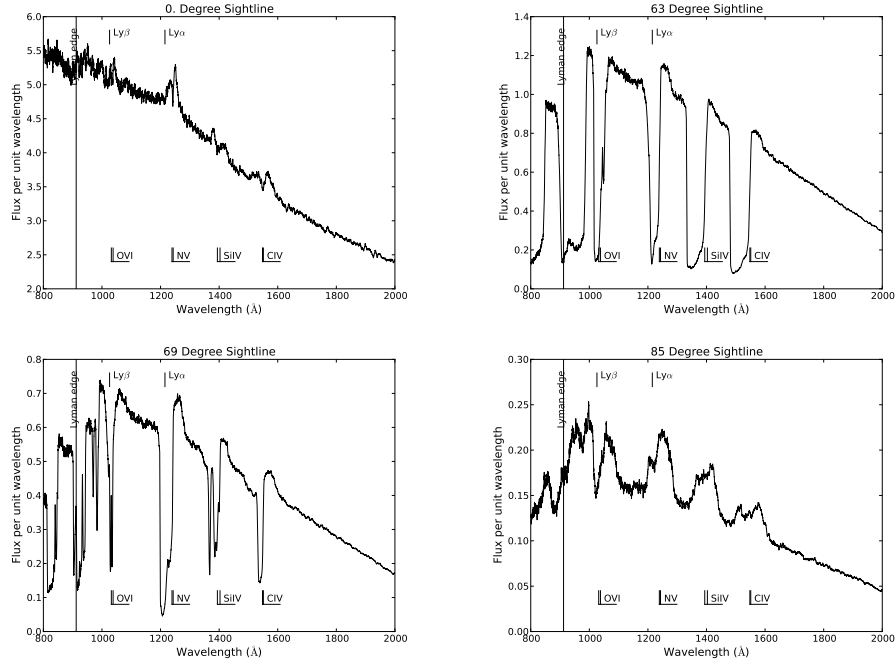 0. Degree Sightline
Flux per unit wavelength
6.0
5.5
5.0
4.5
4.0
3.5
3.0
2.5
2.0
Lyman edge
Lyβ
Lyα
OVI
NV
SiIV
CIV
800 1000 1200 1400 1600 1800 2000
Wavelength (Å)
63 Degree Sightline
Flux per unit wavelength
1.4
1.2
1.0
0.8
0.6
0.4
0.2
0.0
Lyman edge
Lyβ
Lyα
OVI
NV
SiIV
CIV
800 1000 1200 1400 1600 1800 2000
Wavelength (Å)
69 Degree Sightline
Flux per unit wavelength
0.8
0.7
0.6
0.5
0.4
0.3
0.2
0.1
0.0
Lyman edge
Lyβ
Lyα
OVI
NV
SiIV
CIV
800 1000 1200 1400 1600 1800 2000
Wavelength (Å)
85 Degree Sightline
Flux per unit wavelength
0.30
0.25
0.20
0.15
0.10
0.05
0.00
Lyman edge
Lyβ
Lyα
OVI
NV
SiIV
CIV
800 1000 1200 1400 1600 1800 2000
Wavelength (Å)